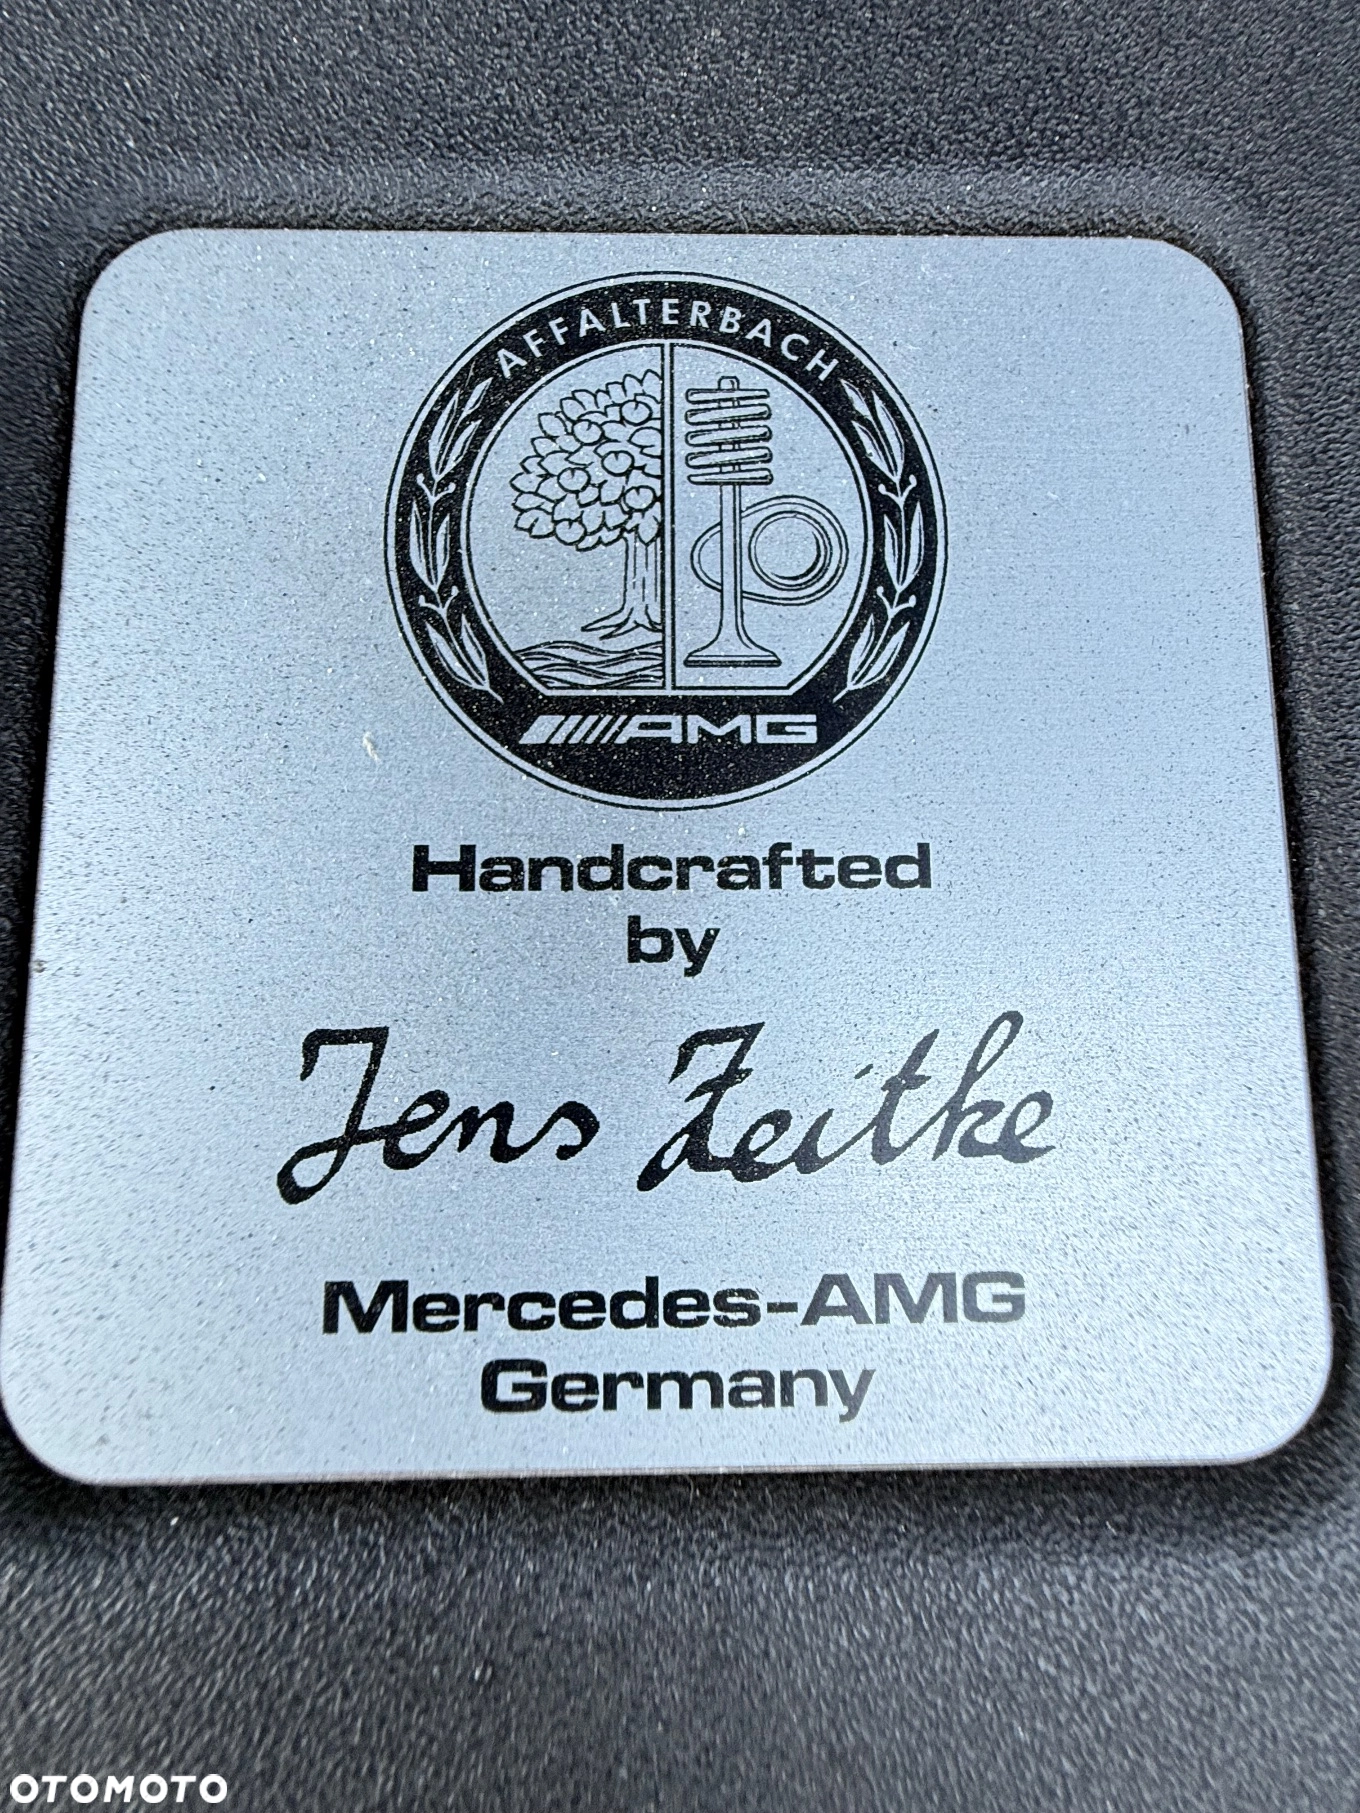 AFFALTERBACH
AMG
Handcrafted
by
Jens Zeitke
Mercedes-AMG
Germany
OTOMOTO